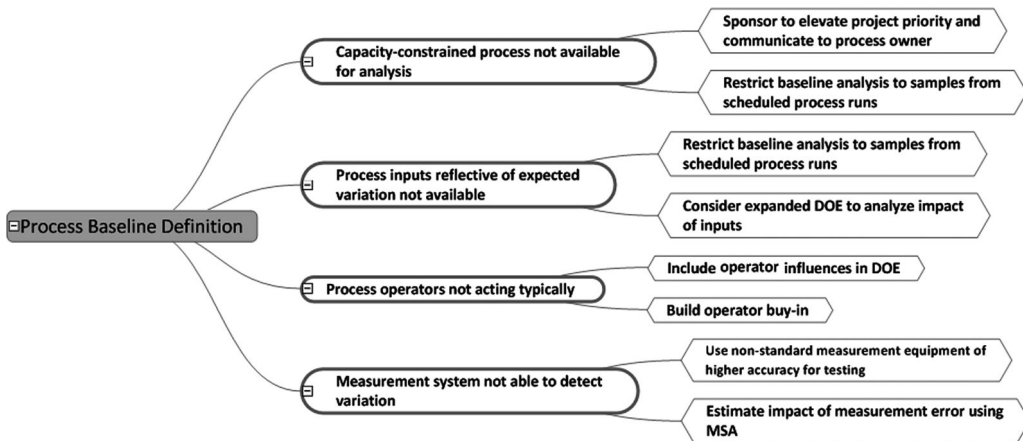 Process Baseline Definition
Capacity-constrained process not available
for analysis
Sponsor to elevate project priority and
communicate to process owner
Restrict baseline analysis to samples from
scheduled process runs
Process inputs reflective of expected
variation not available
Restrict baseline analysis to samples from
scheduled process runs
Consider expanded DOE to analyze impact
of inputs
Process operators not acting typically
Include operator influences in DOE
Build operator buy-in
Measurement system not able to detect
variation
Use non-standard measurement equipment of
higher accuracy for testing
Estimate impact of measurement error using
MSA